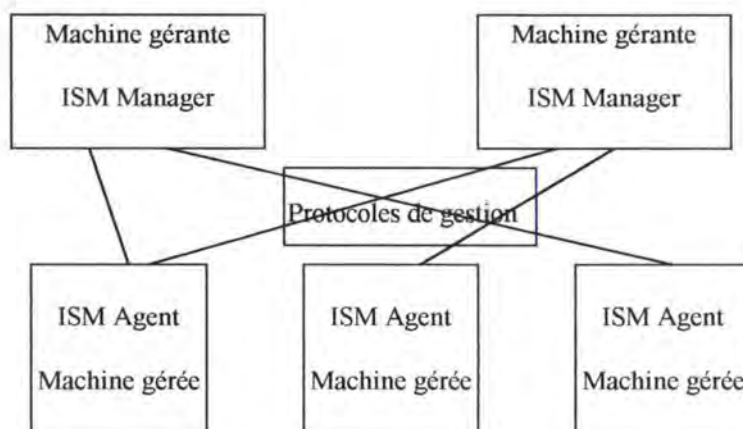 Machine gérante
ISM Manager
Machine gérante
ISM Manager
Protocoles de gestion
ISM Agent
Machine gérée
ISM Agent
Machine gérée
ISM Agent
Machine gérée